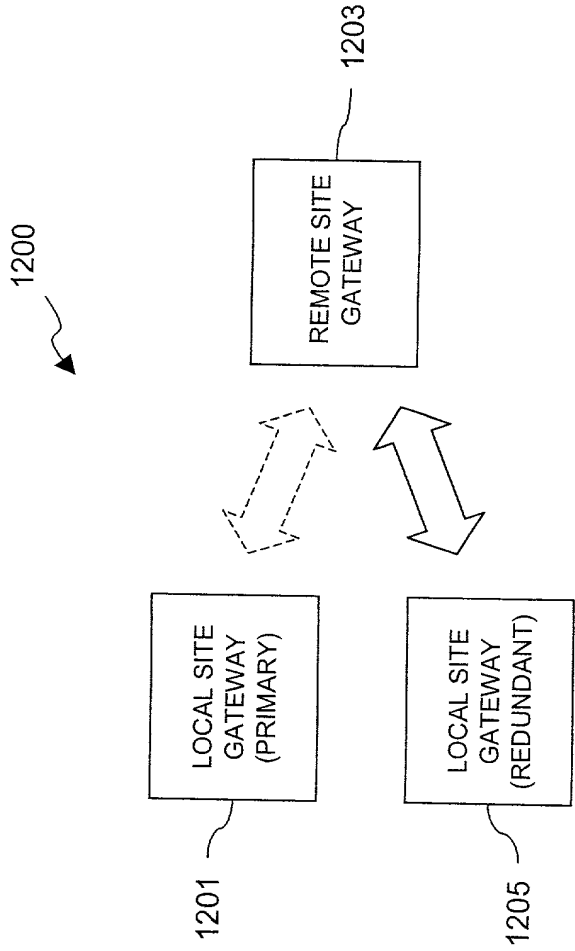 1200
LOCAL SITE
GATEWAY
(PRIMARY)
1201
REMOTE SITE
GATEWAY
1203
LOCAL SITE
GATEWAY
(REDUNDANT)
1205